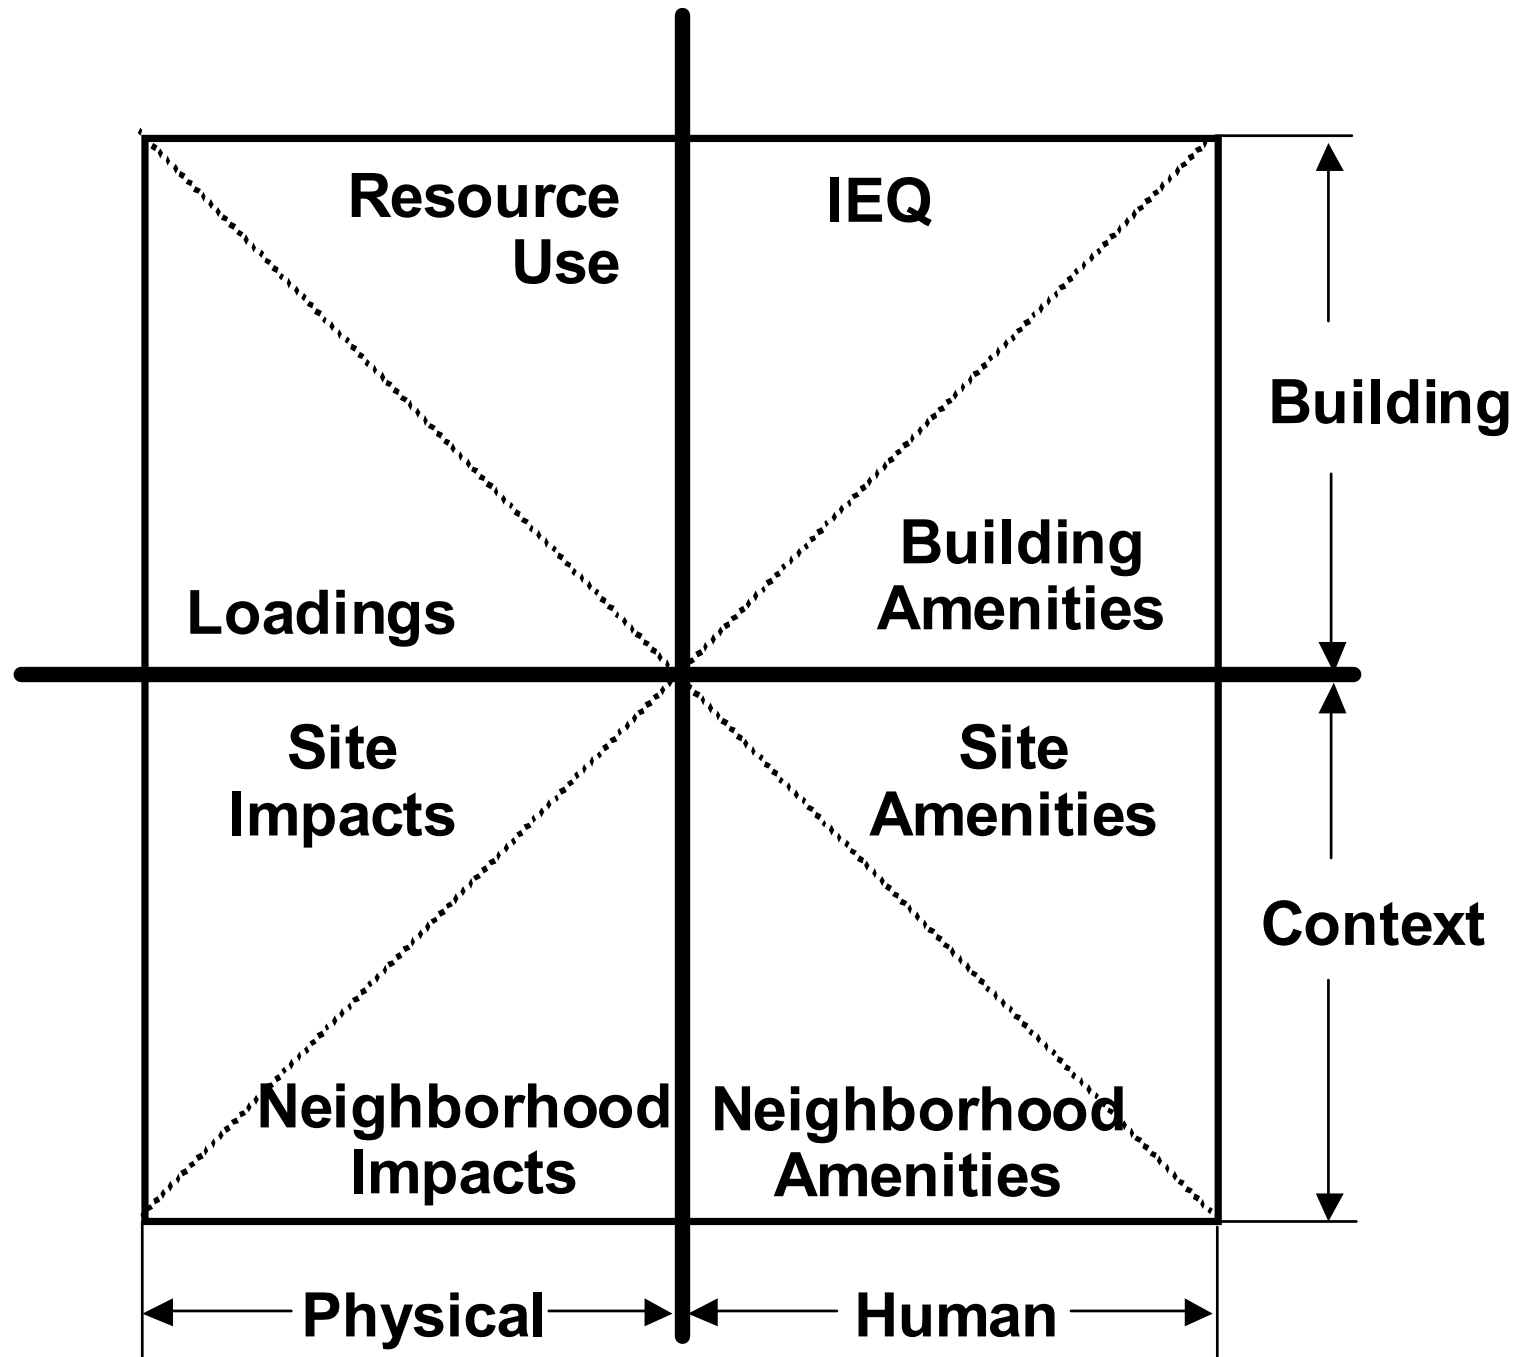 Resource
Use
IEQ
Building
Building
Amenities
Loadings
Site
Impacts
Site
Amenities
Context
Neighborhood
Impacts
Neighborhood
Amenities
Physical
Human